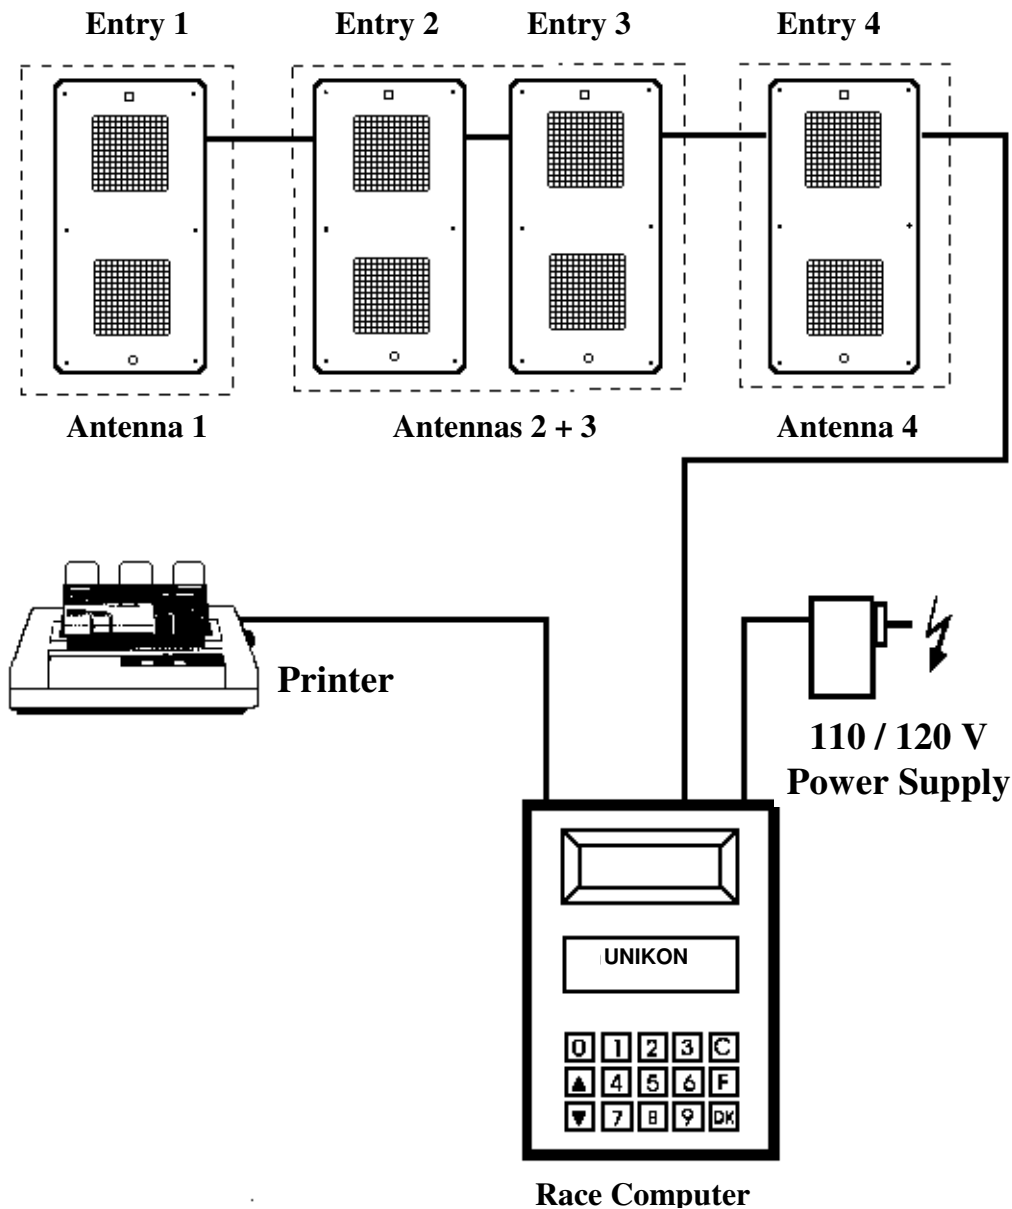 Entry 1 Entry 2 Entry 3 Entry 4
Antenna 1 Antennas 2 + 3 Antenna 4
Printer
110 / 120 V
Power Supply
UNIKON
0 1 2 3 C
▲ 4 5 6 F
▼ 7 8 9 OK
Race Computer